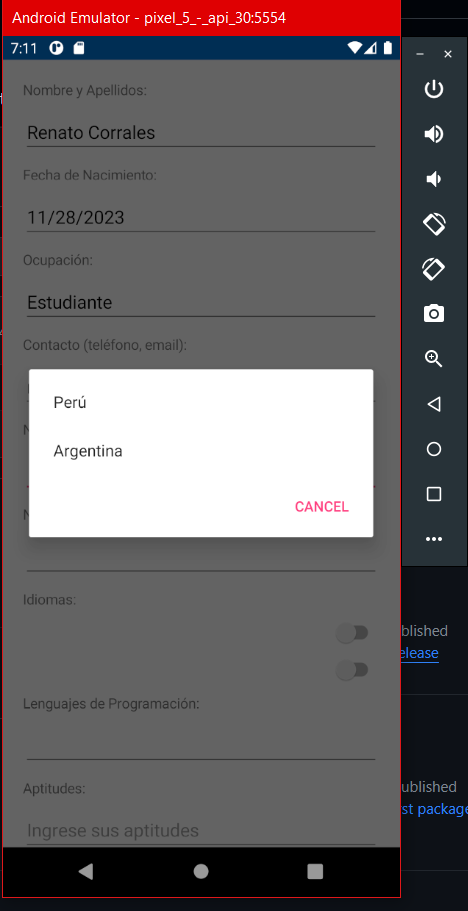 Android Emulator - pixel_5_-_api_30:5554
7:11
Nombre y Apellidos:
Renato Corrales
Fecha de Nacimiento:
11/28/2023
Ocupación:
Estudiante
Contacto (teléfono, email):
Perú
Argentina
CANCEL
Idiomas:
blished
elease
Lenguajes de Programación:
ublished
Aptitudes:
st package
Ingrese sus aptitudes